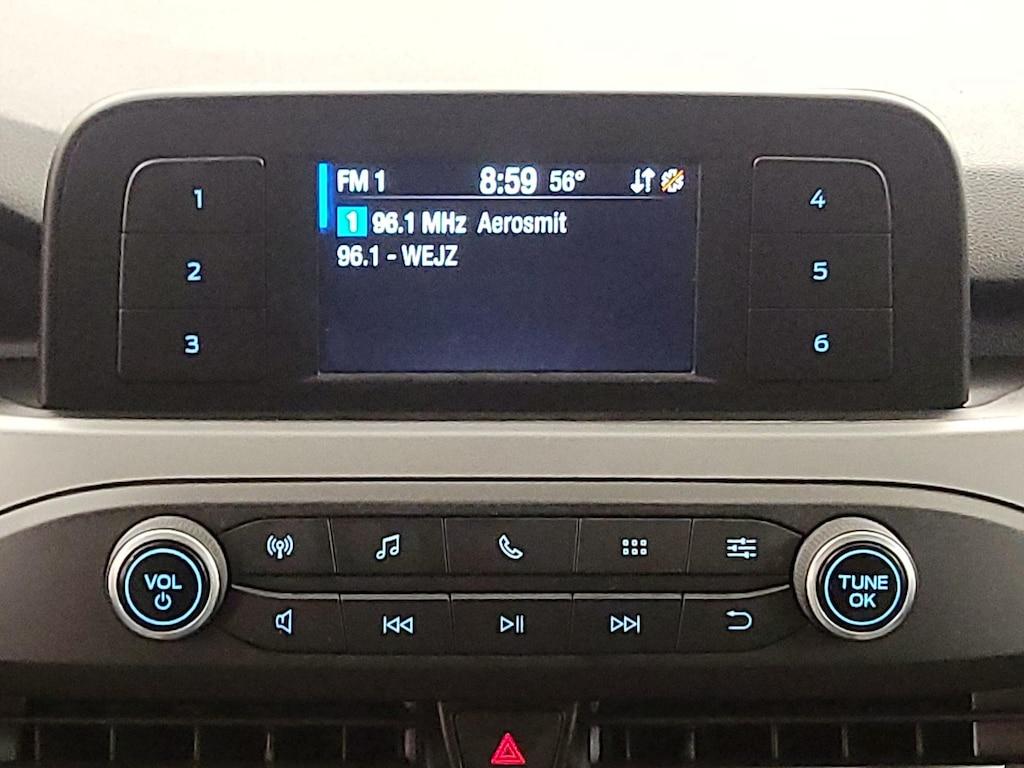 FM 1 8:59 56°
1 96.1 MHz Aerosmit
96.1 - WEJZ
1
2
3
4
5
6
VOL
TUNE
OK